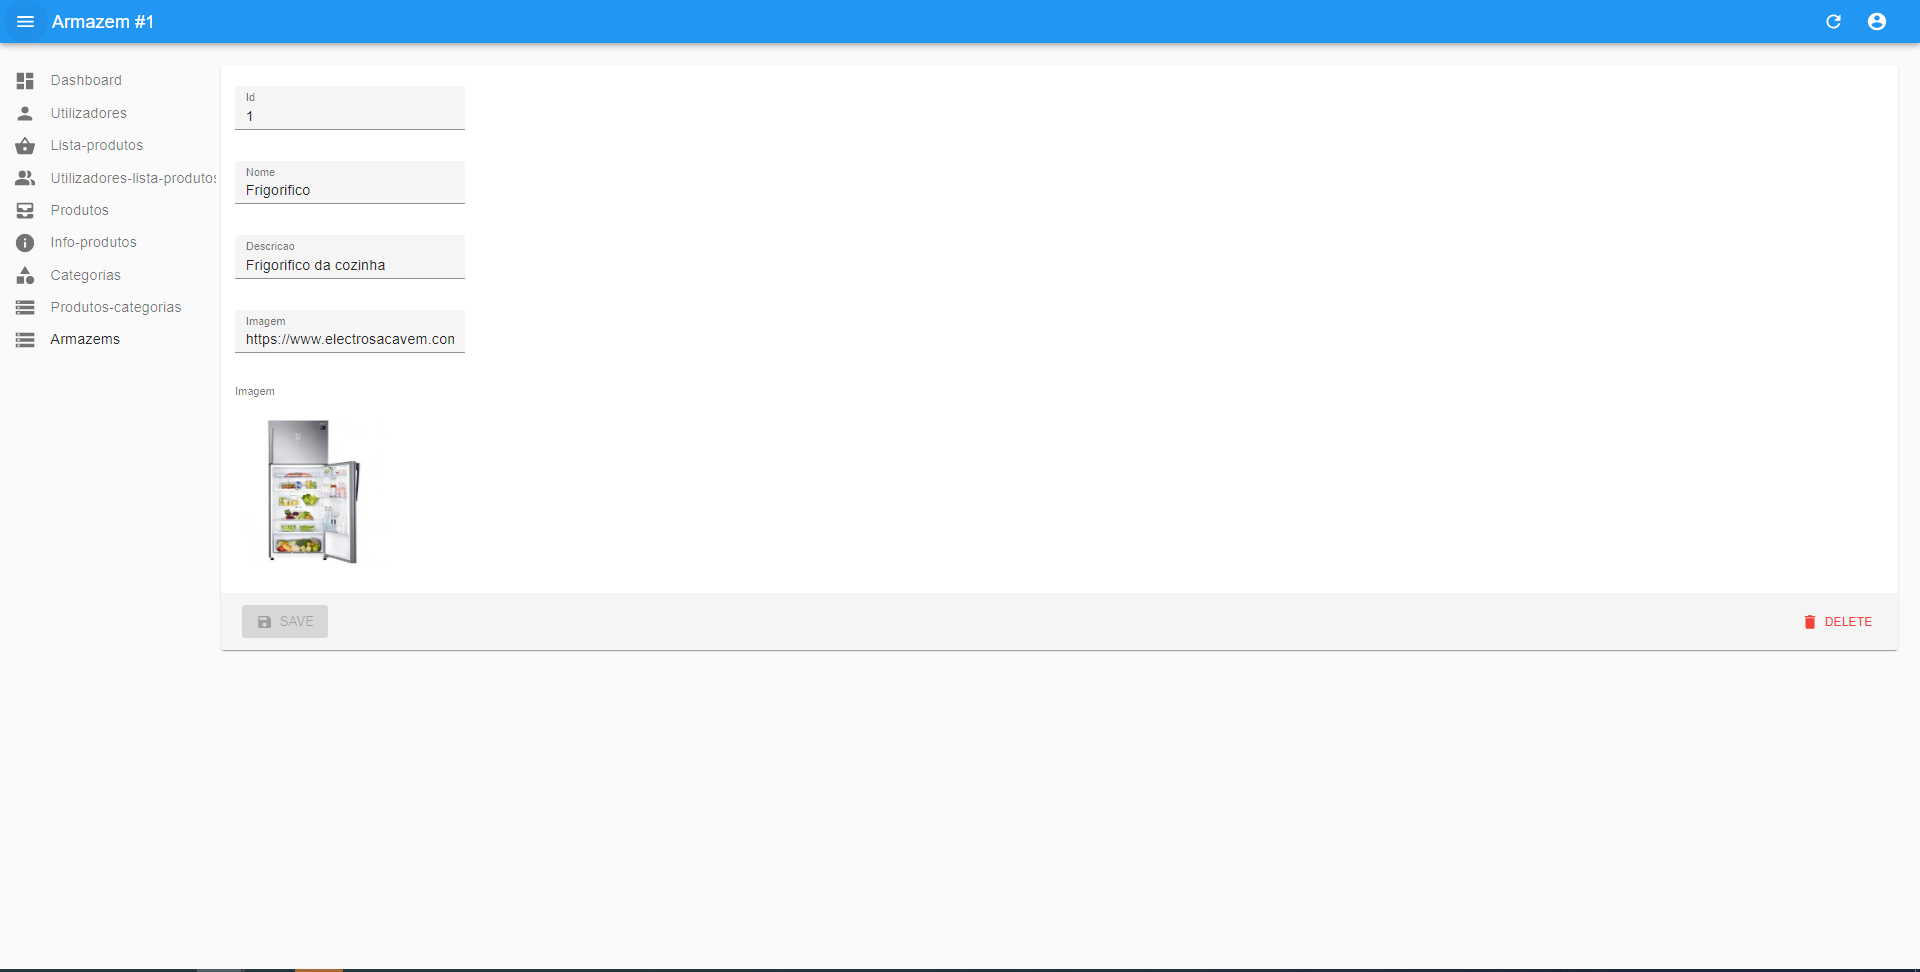 Armazem #1
Dashboard
Utilizadores
Lista-produtos
Utilizadores-lista-produtos
Produtos
Info-produtos
Categorias
Produtos-categorias
Armazems
Id
1
Nome
Frigorifico
Descricao
Frigorifico da cozinha
Imagem
https://www.electrosacavem.com
Imagem
SAVE
DELETE